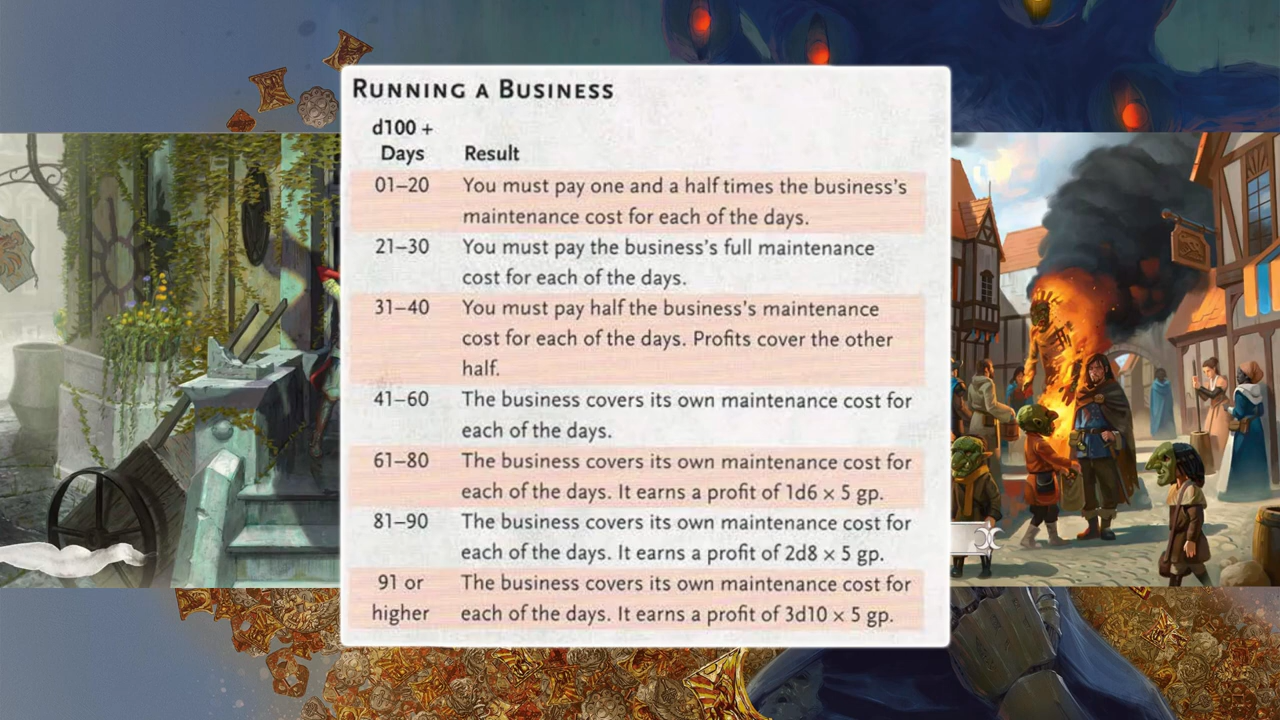 RUNNING A BUSINESS
d100 +
Days Result
01–20 You must pay one and a half times the business's
maintenance cost for each of the days.
21–30 You must pay the business's full maintenance
cost for each of the days.
31–40 You must pay half the business's maintenance
cost for each of the days. Profits cover the other
half.
41–60 The business covers its own maintenance cost for
each of the days.
61–80 The business covers its own maintenance cost for
each of the days. It earns a profit of 1d6 × 5 gp.
81–90 The business covers its own maintenance cost for
each of the days. It earns a profit of 2d8 × 5 gp.
91 or The business covers its own maintenance cost for
higher each of the days. It earns a profit of 3d10 × 5 gp.